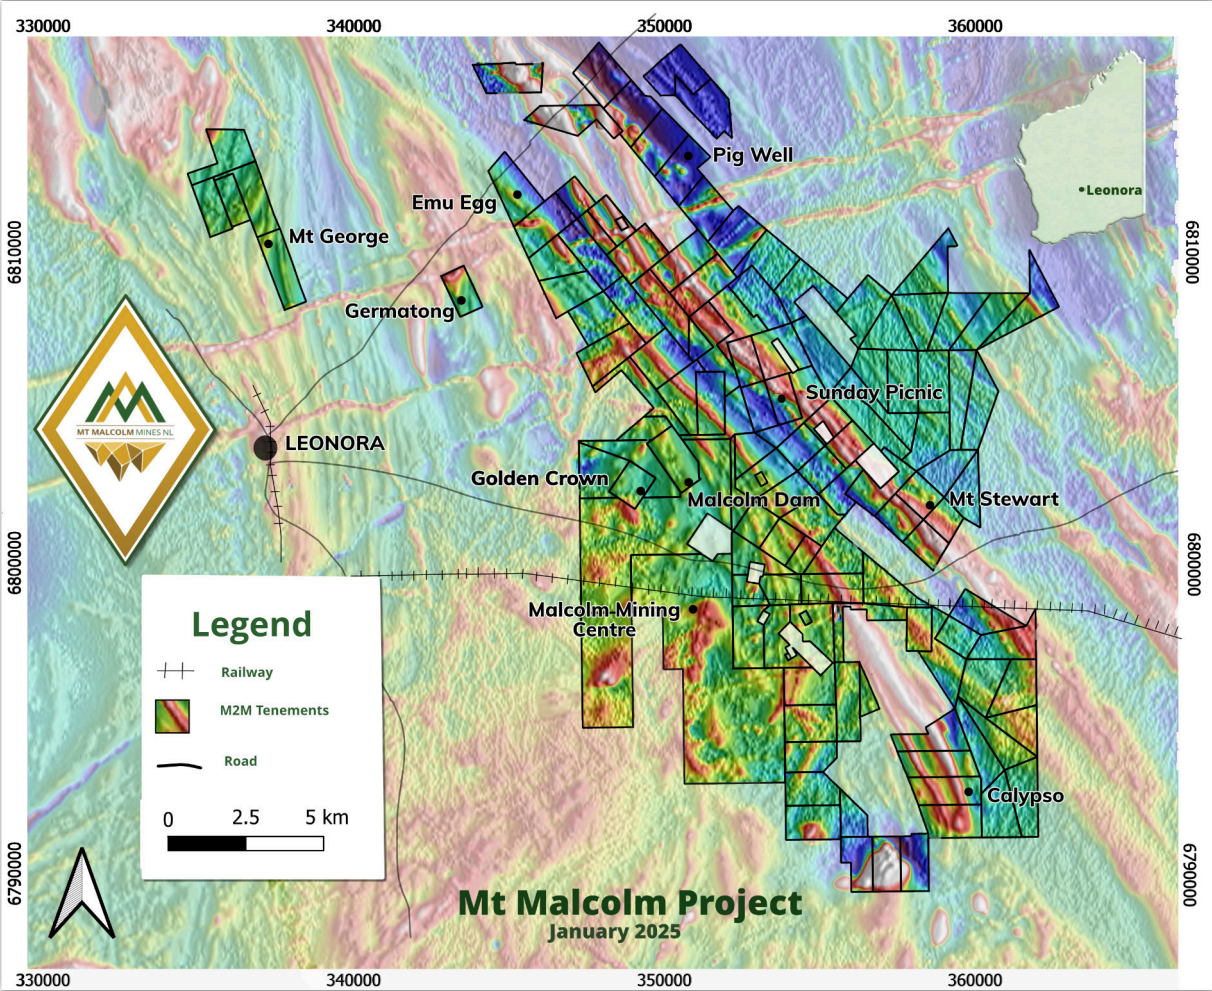 330000
340000
350000
360000
Pig Well
Leonora
Emu Egg
Mt George
6810000
6810000
Germatong
Sunday Picnic
MT MALCOLM MINES NL
LEONORA
Golden Crown
Malcolm Dam
Mt Stewart
6800000
6800000
Malcolm Mining
Centre
Legend
Railway
M2M Tenements
Road
0
2.5
5 km
Calypso
6790000
6790000
Mt Malcolm Project
January 2025
330000
340000
350000
360000